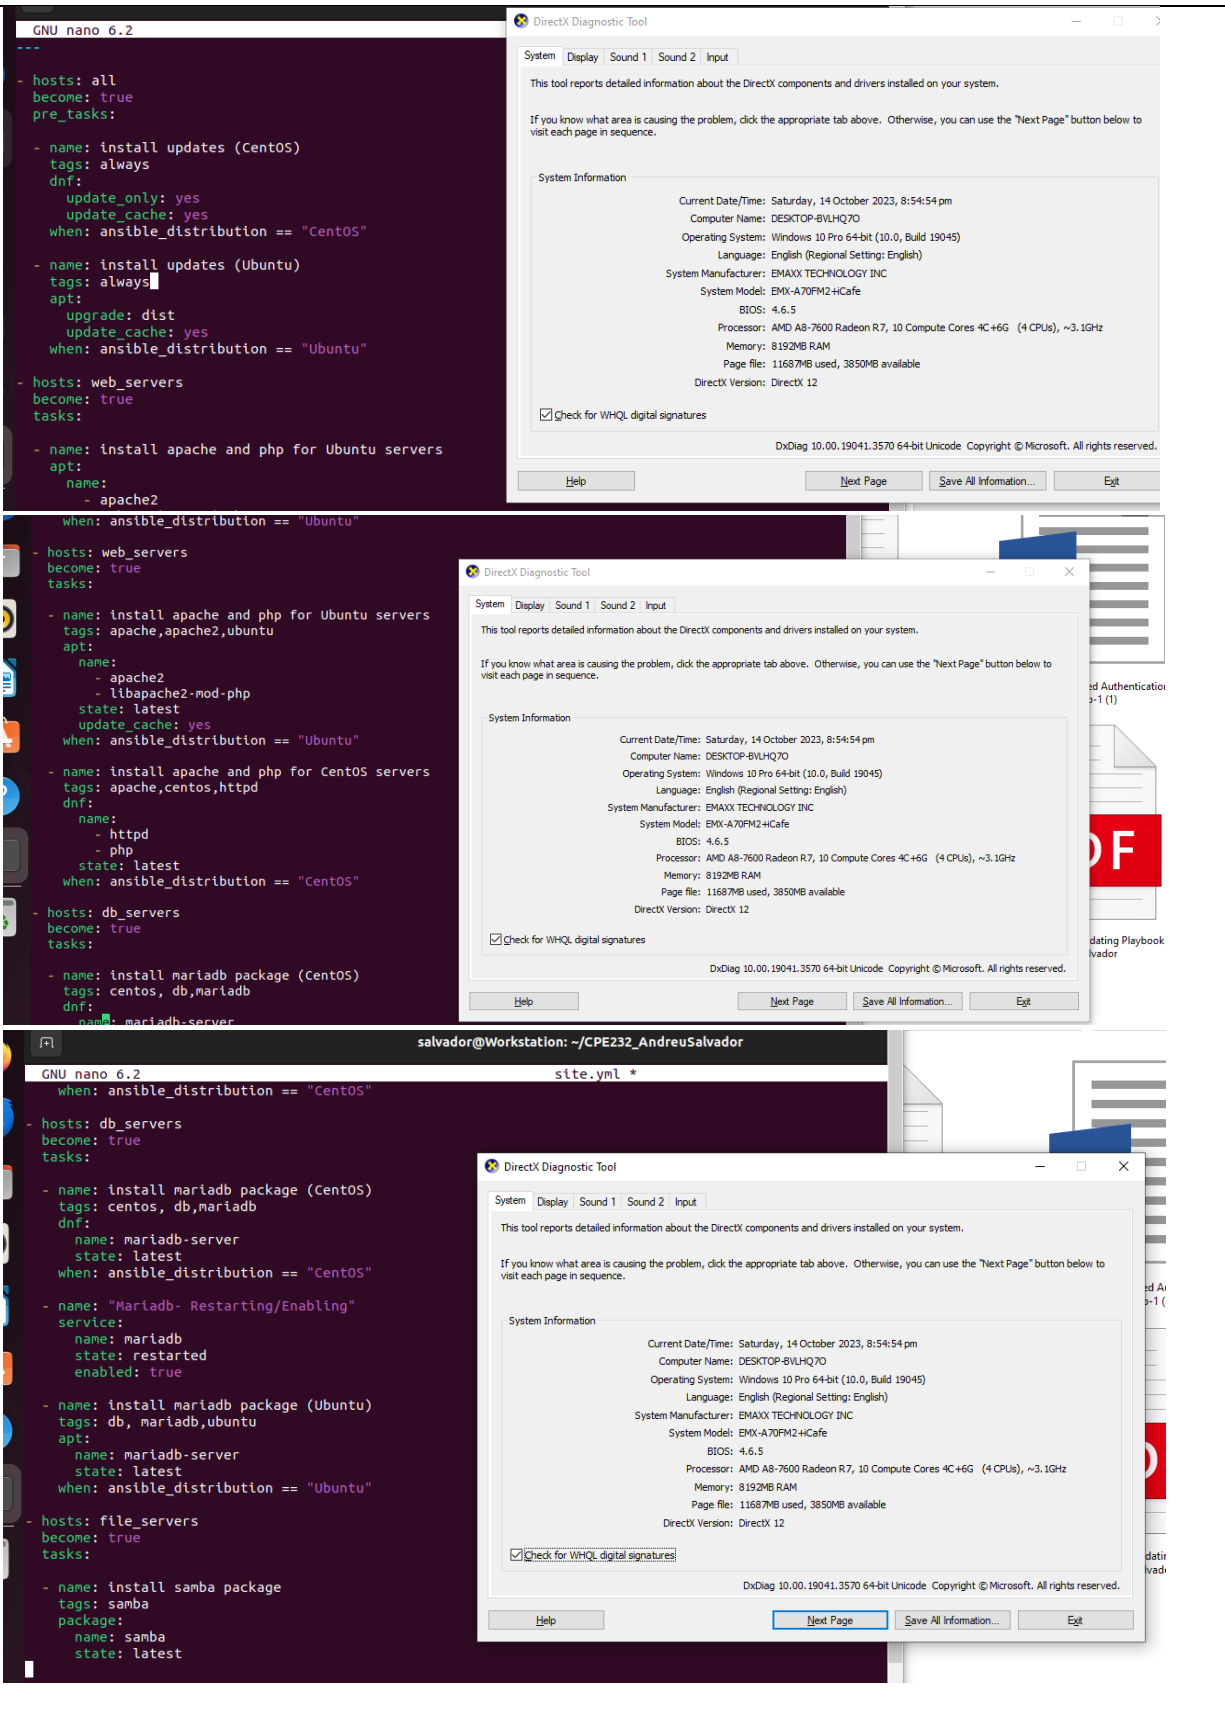 GNU nano 6.2
---
- hosts: all
become: true
pre_tasks:
- name: install updates (CentOS)
tags: always
dnf:
update_only: yes
update_cache: yes
when: ansible_distribution == "CentOS"
- name: install updates (Ubuntu)
tags: always
apt:
upgrade: dist
update_cache: yes
when: ansible_distribution == "Ubuntu"
- hosts: web_servers
become: true
tasks:
- name: install apache and php for Ubuntu servers
apt:
name:
- apache2
DirectX Diagnostic Tool
System Display Sound 1 Sound 2 Input
This tool reports detailed information about the DirectX components and drivers installed on your system.
If you know what area is causing the problem, click the appropriate tab above. Otherwise, you can use the "Next Page" button below to
visit each page in sequence.
System Information
Current Date/Time: Saturday, 14 October 2023, 8:54:54 pm
Computer Name: DESKTOP-BVLHQ7O
Operating System: Windows 10 Pro 64-bit (10.0, Build 19045)
Language: English (Regional Setting: English)
System Manufacturer: EMAXX TECHNOLOGY INC
System Model: EMX-A70FM2+iCafe
BIOS: 4.6.5
Processor: AMD A8-7600 Radeon R7, 10 Compute Cores 4C+6G (4 CPUs), ~3.1GHz
Memory: 8192MB RAM
Page file: 11687MB used, 3850MB available
DirectX Version: DirectX 12
Check for WHQL digital signatures
DxDiag 10.00.19041.3570 64-bit Unicode Copyright © Microsoft. All rights reserved.
Help Next Page Save All Information... Exit
when: ansible_distribution == "Ubuntu"
- hosts: web_servers
become: true
tasks:
- name: install apache and php for Ubuntu servers
tags: apache,apache2,ubuntu
apt:
name:
- apache2
- libapache2-mod-php
state: latest
update_cache: yes
when: ansible_distribution == "Ubuntu"
- name: install apache and php for CentOS servers
tags: apache,centos,httpd
dnf:
name:
- httpd
- php
state: latest
when: ansible_distribution == "CentOS"
- hosts: db_servers
become: true
tasks:
- name: install mariadb package (CentOS)
tags: centos, db,mariadb
dnf:
name: mariadb-server
DirectX Diagnostic Tool
System Display Sound 1 Sound 2 Input
This tool reports detailed information about the DirectX components and drivers installed on your system.
If you know what area is causing the problem, click the appropriate tab above. Otherwise, you can use the "Next Page" button below to
visit each page in sequence.
System Information
Current Date/Time: Saturday, 14 October 2023, 8:54:54 pm
Computer Name: DESKTOP-BVLHQ7O
Operating System: Windows 10 Pro 64-bit (10.0, Build 19045)
Language: English (Regional Setting: English)
System Manufacturer: EMAXX TECHNOLOGY INC
System Model: EMX-A70FM2+iCafe
BIOS: 4.6.5
Processor: AMD A8-7600 Radeon R7, 10 Compute Cores 4C+6G (4 CPUs), ~3.1GHz
Memory: 8192MB RAM
Page file: 11687MB used, 3850MB available
DirectX Version: DirectX 12
Check for WHQL digital signatures
DxDiag 10.00.19041.3570 64-bit Unicode Copyright © Microsoft. All rights reserved.
Help Next Page Save All Information... Exit
ed Authentication
o-1 (1)
DF
dating Playbook
lvador
salvador@Workstation: ~/CPE232_AndreuSalvador
GNU nano 6.2 site.yml *
when: ansible_distribution == "CentOS"
- hosts: db_servers
become: true
tasks:
- name: install mariadb package (CentOS)
tags: centos, db,mariadb
dnf:
name: mariadb-server
state: latest
when: ansible_distribution == "CentOS"
- name: "Mariadb- Restarting/Enabling"
service:
name: mariadb
state: restarted
enabled: true
- name: install mariadb package (Ubuntu)
tags: db, mariadb,ubuntu
apt:
name: mariadb-server
state: latest
when: ansible_distribution == "Ubuntu"
- hosts: file_servers
become: true
tasks:
- name: install samba package
tags: samba
package:
name: samba
state: latest
DirectX Diagnostic Tool
System Display Sound 1 Sound 2 Input
This tool reports detailed information about the DirectX components and drivers installed on your system.
If you know what area is causing the problem, click the appropriate tab above. Otherwise, you can use the "Next Page" button below to
visit each page in sequence.
System Information
Current Date/Time: Saturday, 14 October 2023, 8:54:54 pm
Computer Name: DESKTOP-BVLHQ7O
Operating System: Windows 10 Pro 64-bit (10.0, Build 19045)
Language: English (Regional Setting: English)
System Manufacturer: EMAXX TECHNOLOGY INC
System Model: EMX-A70FM2+iCafe
BIOS: 4.6.5
Processor: AMD A8-7600 Radeon R7, 10 Compute Cores 4C+6G (4 CPUs), ~3.1GHz
Memory: 8192MB RAM
Page file: 11687MB used, 3850MB available
DirectX Version: DirectX 12
Check for WHQL digital signatures
DxDiag 10.00.19041.3570 64-bit Unicode Copyright © Microsoft. All rights reserved.
Help Next Page Save All Information... Exit